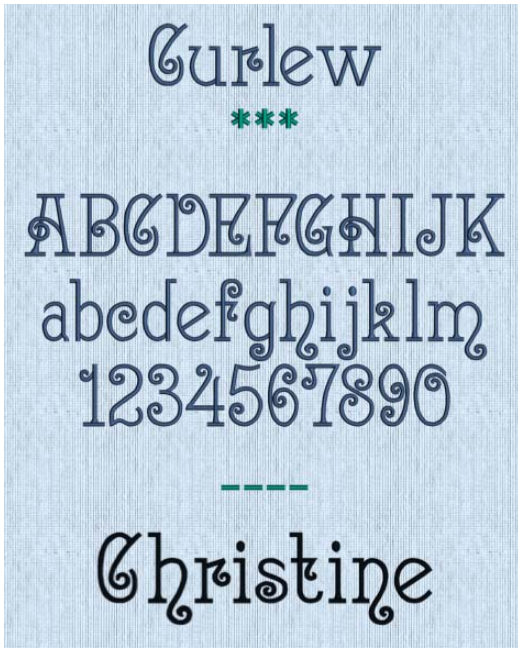 Curlew
***
ABCDEFGHIJK
abcdefghijklm
1234567890
----
Christine